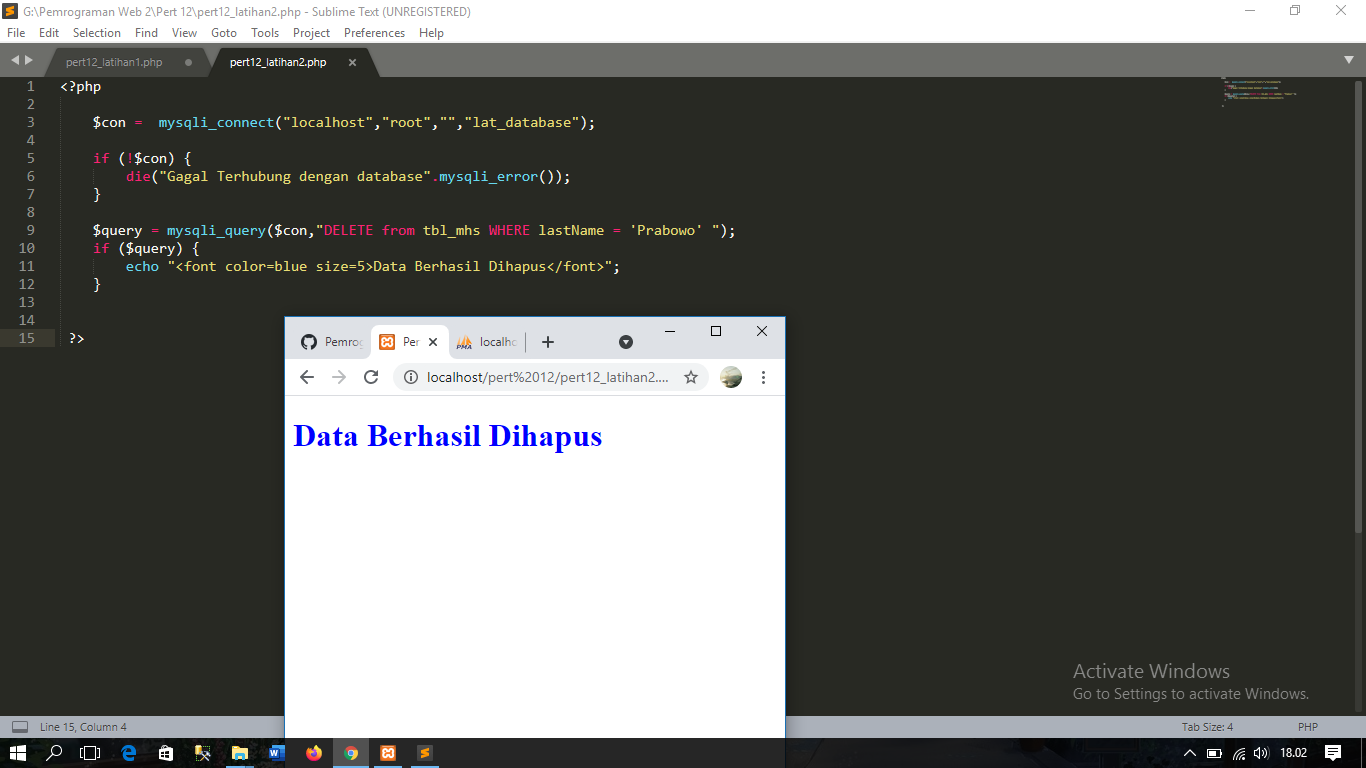 G:\Pemrograman Web 2\Pert 12\pert12_latihan2.php - Sublime Text (UNREGISTERED)
File Edit Selection Find View Goto Tools Project Preferences Help
pert12_latihan1.php pert12_latihan2.php
1 <?php
2
3 $con =  mysqli_connect("localhost","root","","lat_database");
4
5 if (!$con) {
6 die("Gagal Terhubung dengan database".mysqli_error());
7 }
8
9 $query = mysqli_query($con,"DELETE from tbl_mhs WHERE lastName = 'Prabowo' ");
10 if ($query) {
11 echo "<font color=blue size=5>Data Berhasil Dihapus</font>";
12 }
13
14
15 ?>
Pemrog Per localho
localhost/pert%2012/pert12_latihan2....
Data Berhasil Dihapus
Activate Windows
Go to Settings to activate Windows.
Line 15, Column 4 Tab Size: 4 PHP
18.02